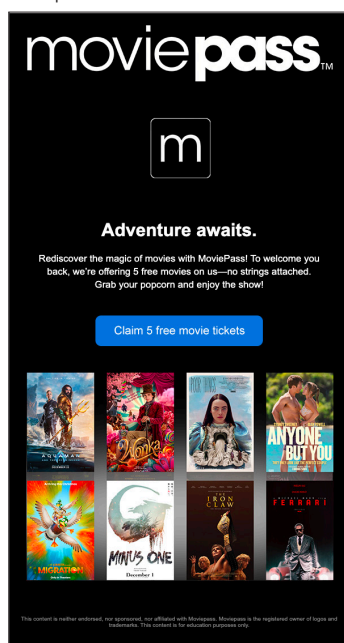 moviepass™
m
Adventure awaits.
Rediscover the magic of movies with MoviePass! To welcome you
back, we're offering 5 free movies on us—no strings attached.
Grab your popcorn and enjoy the show!
Claim 5 free movie tickets
AQUAMAN
Wonka
POOR THINGS
ANYONE
BUT YOU
MIGRATION
MINUS ONE
December 1
THE
IRON
CLAW
FERRARI
This content is neither endorsed, nor sponsored, nor affiliated with Moviepass. Moviepass is the registered owner of logos and
trademarks. This content is for education purposes only.